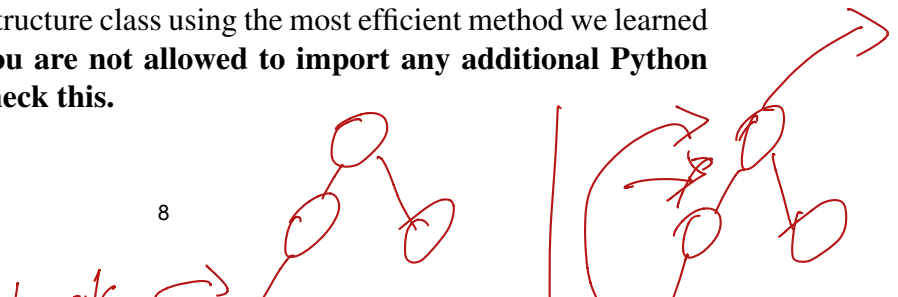 tructure class using the most efficient method we learned
ou are not allowed to import any additional Python
neck this.
8